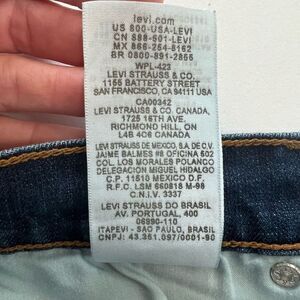 levi.com
US 800-USA-LEVI
CN 888-501-LEVI
MX 866-254-8162
BR 0800-891-2855
WPL-423
LEVI STRAUSS & CO.
1155 BATTERY STREET
SAN FRANCISCO, CA 94111 USA
CA00342
LEVI STRAUSS & CO. CANADA,
1725 16TH AVE.
RICHMOND HILL, ON
L4B 4C6 CANADA
LEVI STRAUSS DE MEXICO, S.A. DE C.V.
JAIME BALMES #8 OFICINA 502
COL. LOS MORALES POLANCO
DELEGACION MIGUEL HIDALGO
C.P. 11510 MEXICO D.F.
R.F.C. LSM 660818 M-98
C.N.I.V. 3337
LEVI STRAUSS DO BRASIL
AV. PORTUGAL, 400
06690-110
ITAPEVI - SAO PAULO, BRASIL
CNPJ: 43.361.097/0001-90